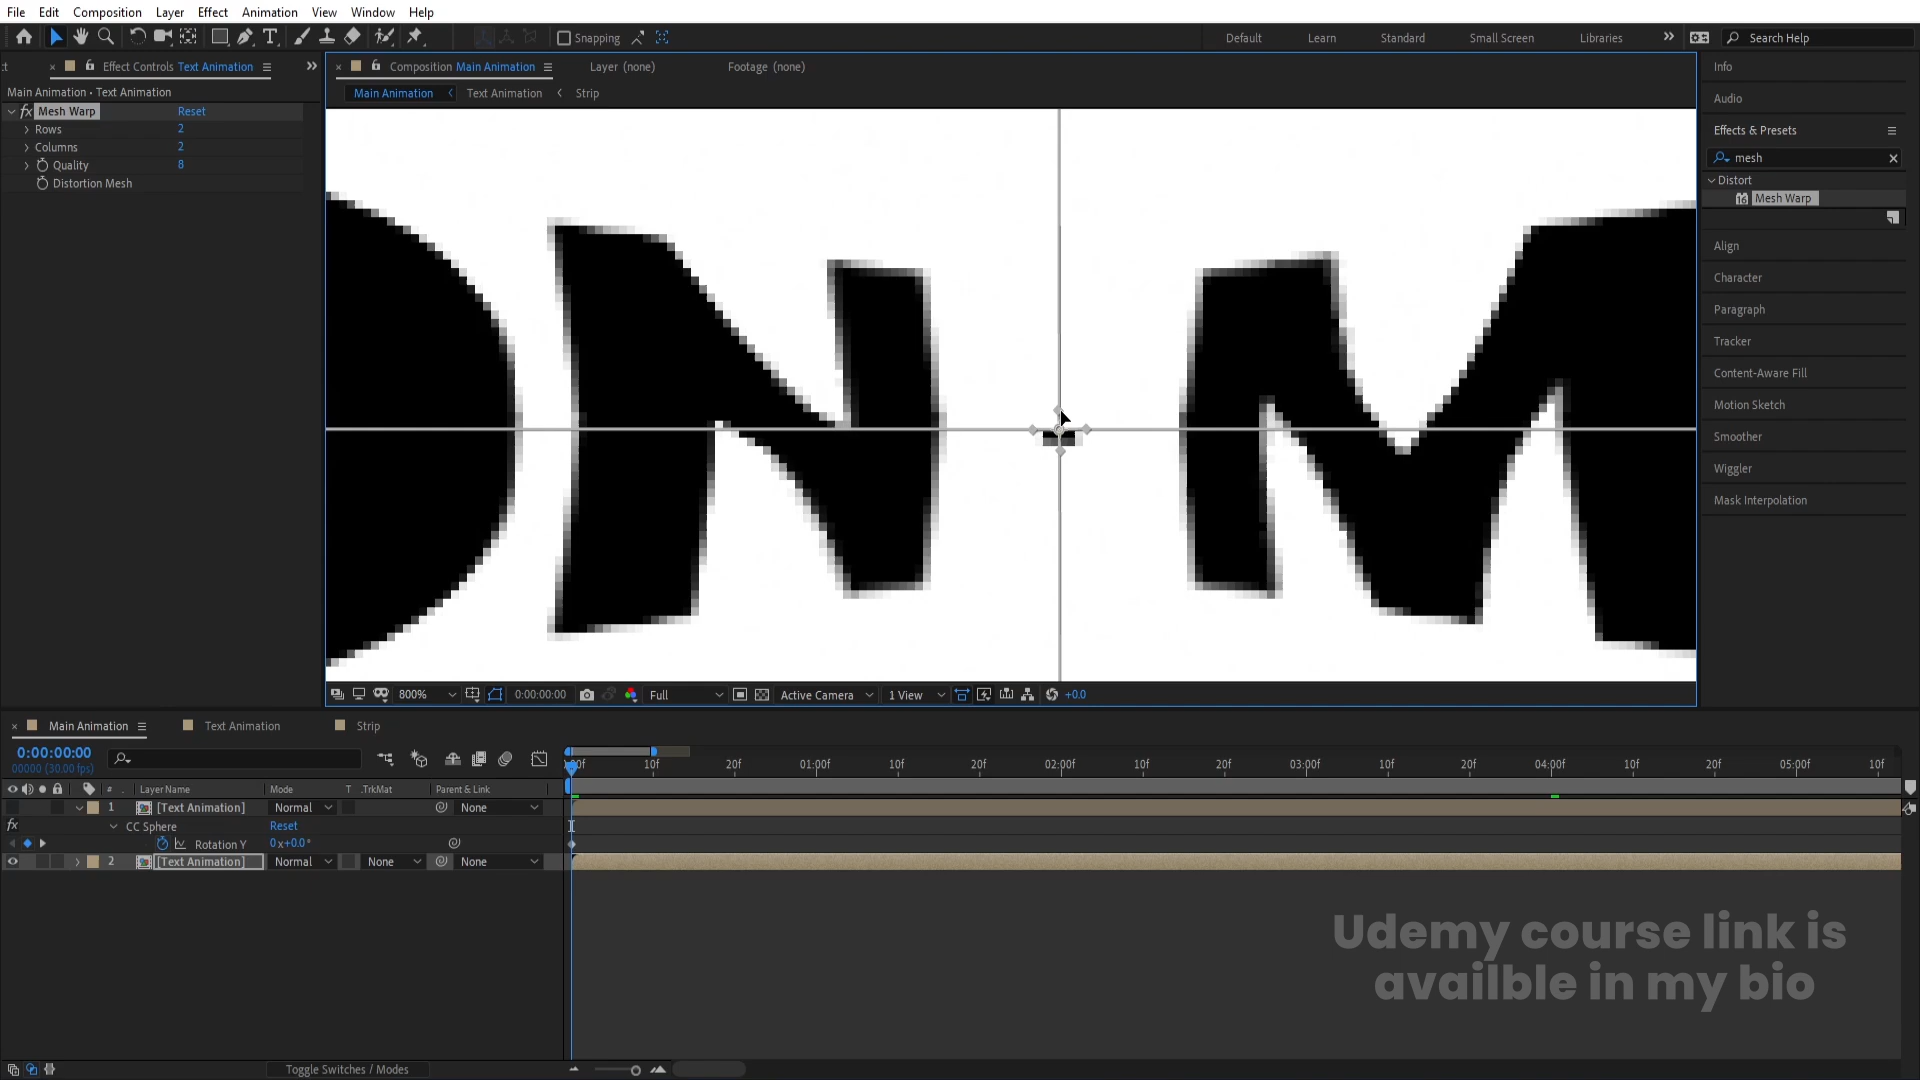 File Edit Composition Layer Effect Animation View Window Help
Snapping Default Learn Standard Small Screen Libraries Search Help
Effect Controls Text Animation
Main Animation • Text Animation
fx Mesh Warp Reset
Rows 2
Columns 2
Quality 8
Distortion Mesh
Composition Main Animation Layer (none) Footage (none)
Main Animation Text Animation Strip
N M
800% 0:00:00:00 Full Active Camera 1 View +0.0
Info
Audio
Effects & Presets
mesh
Distort
16 Mesh Warp
Align
Character
Paragraph
Tracker
Content-Aware Fill
Motion Sketch
Smoother
Wiggler
Mask Interpolation
Main Animation Text Animation Strip
0:00:00:00
00000 (30.00 fps)
10f 20f 01:00f 10f 20f 02:00f 10f 20f 03:00f 10f 20f 04:00f 10f 20f 05:00f 10f
# Layer Name Mode T .TrkMat Parent & Link
1 [Text Animation] Normal None
fx CC Sphere Reset
Rotation Y 0x+0.0°
2 [Text Animation] Normal None None
Udemy course link is
availble in my bio
Toggle Switches / Modes